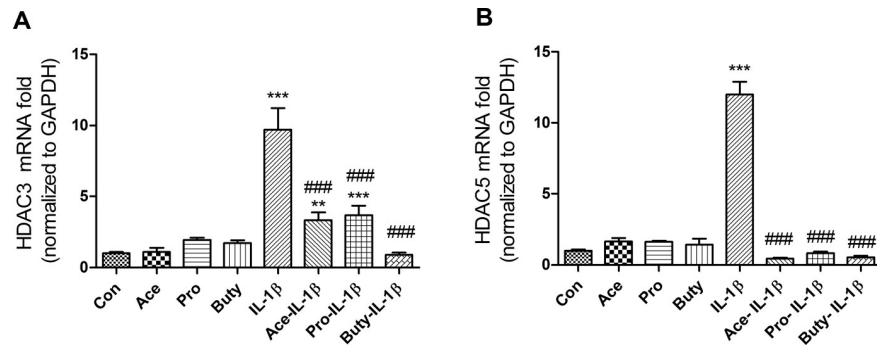 A
HDAC3 mRNA fold
(normalized to GAPDH)
15
10
5
0
***
###
**
###
***
###
Con
Ace
Pro
Buty
IL-1β
Ace-IL-1β
Pro-IL-1β
Buty-IL-1β
B
HDAC5 mRNA fold
(normalized to GAPDH)
15
10
5
0
***
###
###
###
Con
Ace
Pro
Buty
IL-1β
Ace- IL-1β
Pro- IL-1β
Buty- IL-1β